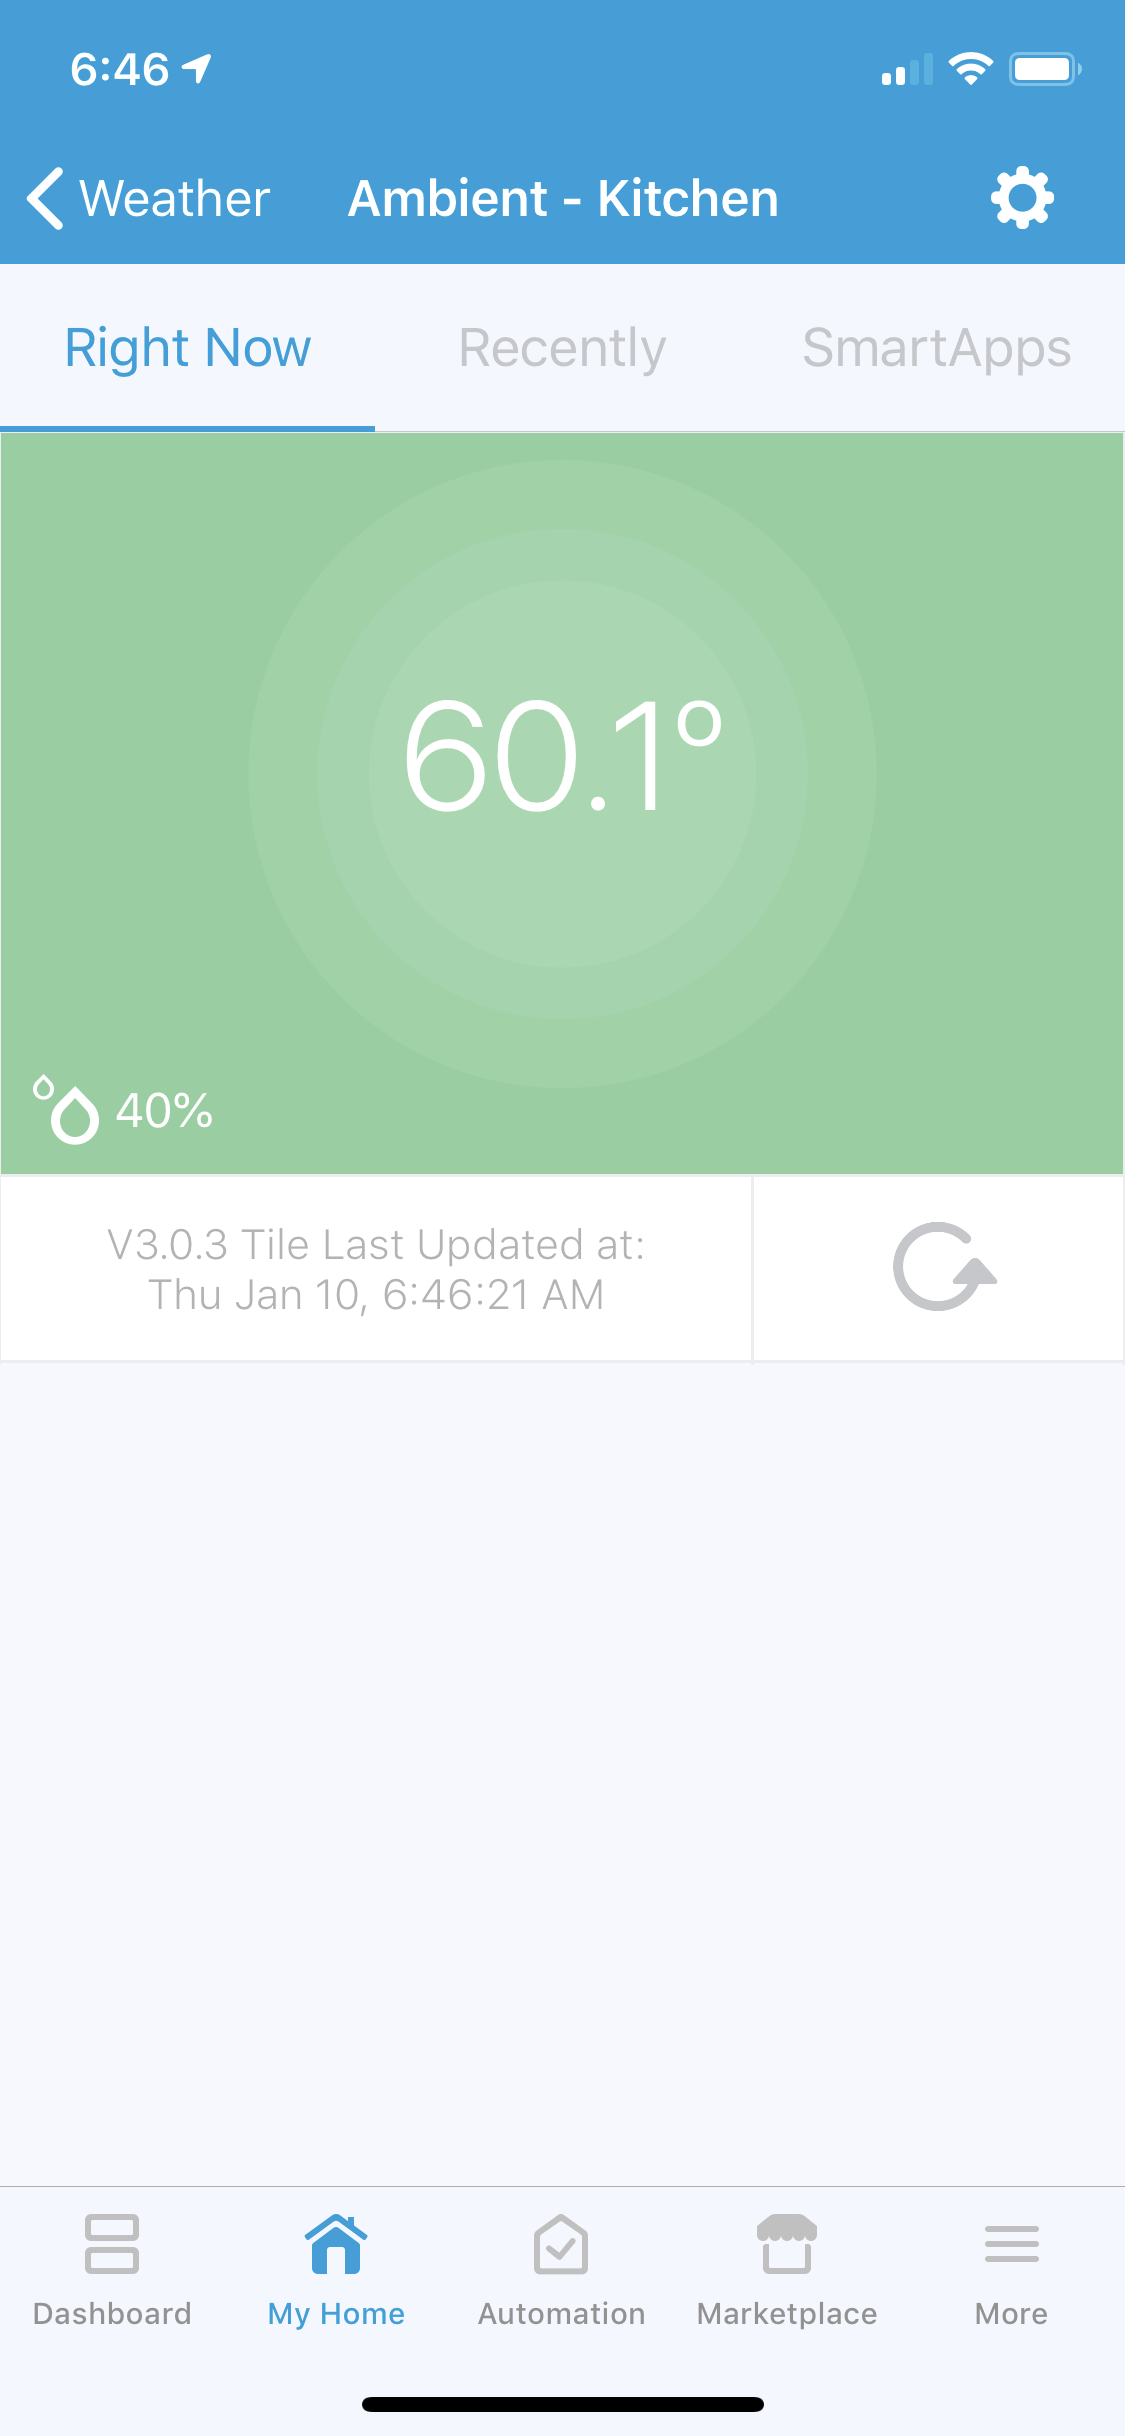 6:46
Weather
Ambient - Kitchen
Right Now
Recently
SmartApps
60.1°
40%
V3.0.3 Tile Last Updated at:
Thu Jan 10, 6:46:21 AM
Dashboard
My Home
Automation
Marketplace
More